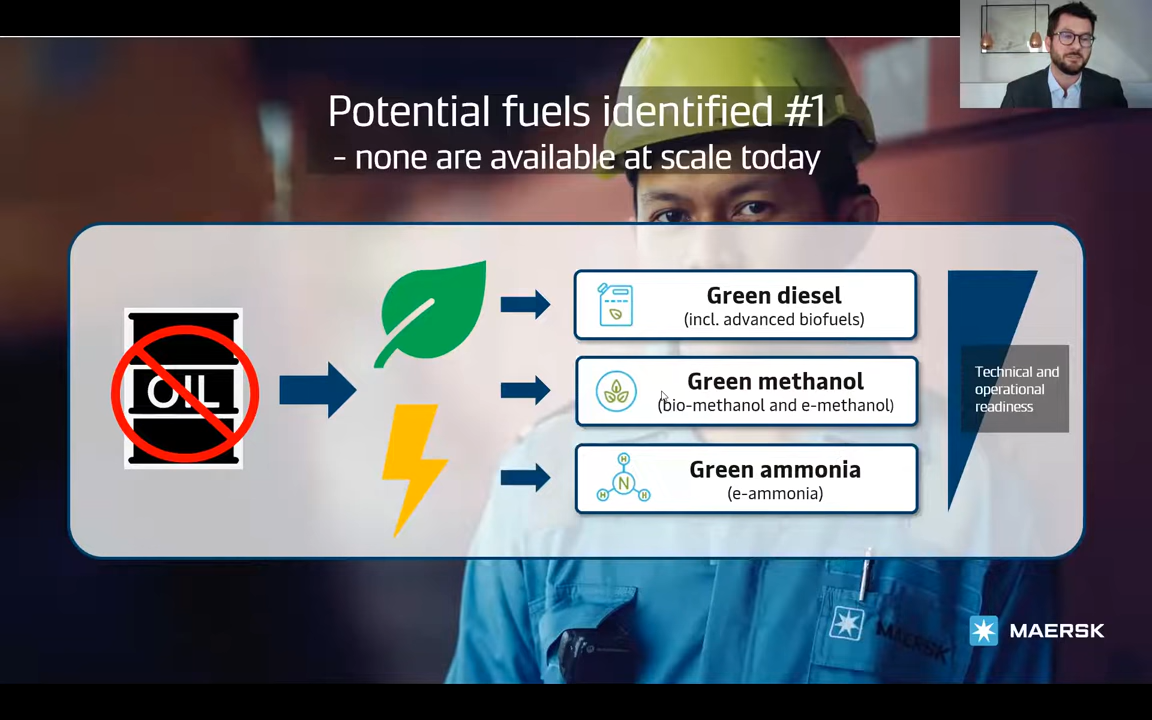 Potential fuels identified #1
- none are available at scale today
OIL
Green diesel
(incl. advanced biofuels)
Green methanol
(bio-methanol and e-methanol)
Green ammonia
(e-ammonia)
H
N
H
H
Technical and
operational
readiness
MAERSK
MAERSK